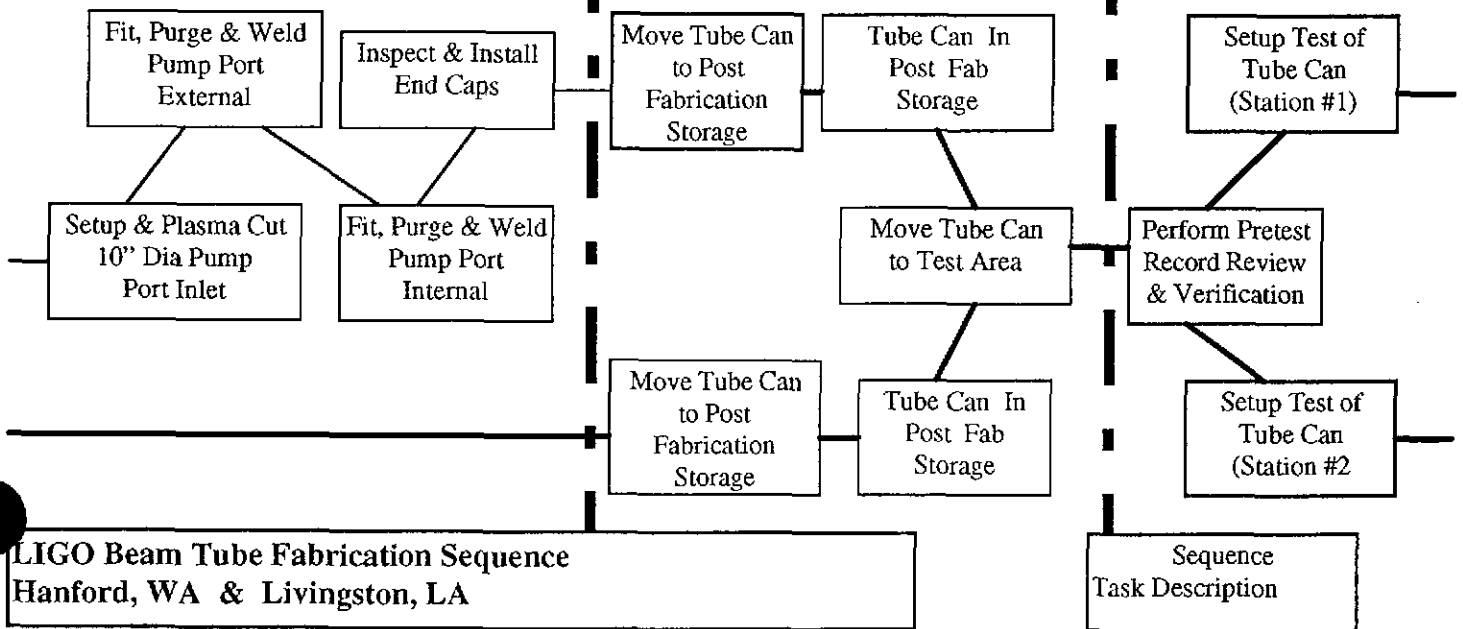 Fit, Purge & Weld
Pump Port
External
Inspect & Install
End Caps
Move Tube Can
to Post
Fabrication
Storage
Tube Can In
Post Fab
Storage
Setup Test of
Tube Can
(Station #1)
Setup & Plasma Cut
10" Dia Pump
Port Inlet
Fit, Purge & Weld
Pump Port
Internal
Move Tube Can
to Test Area
Perform Pretest
Record Review
& Verification
Move Tube Can
to Post
Fabrication
Storage
Tube Can In
Post Fab
Storage
Setup Test of
Tube Can
(Station #2
LIGO Beam Tube Fabrication Sequence
Hanford, WA & Livingston, LA
Sequence
Task Description